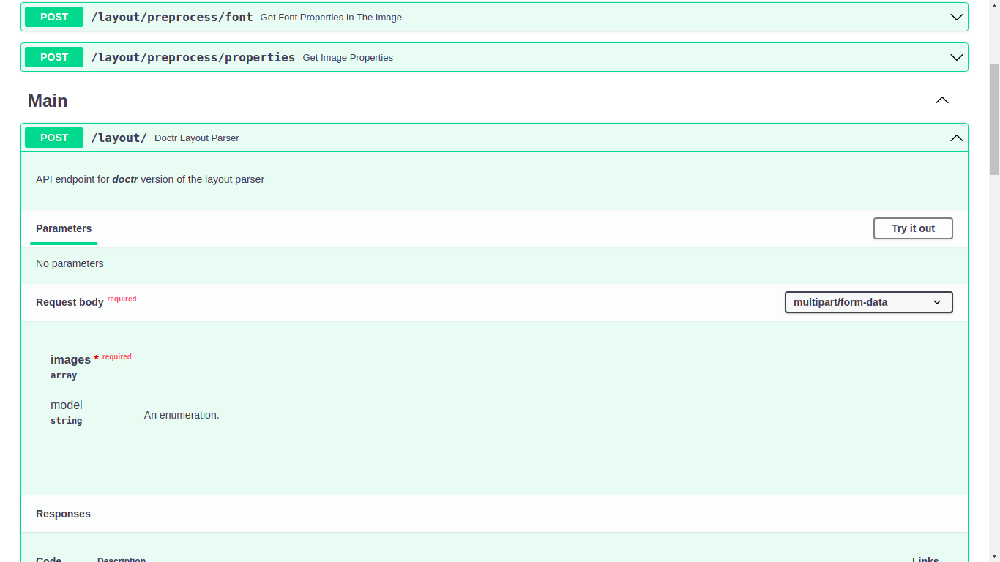 POST /layout/preprocess/font Get Font Properties In The Image
POST /layout/preprocess/properties Get Image Properties
Main
POST /layout/ Doctr Layout Parser
API endpoint for doctr version of the layout parser
Parameters Try it out
No parameters
Request body required multipart/form-data
images * required
array
model
string An enumeration.
Responses
Code Description Links